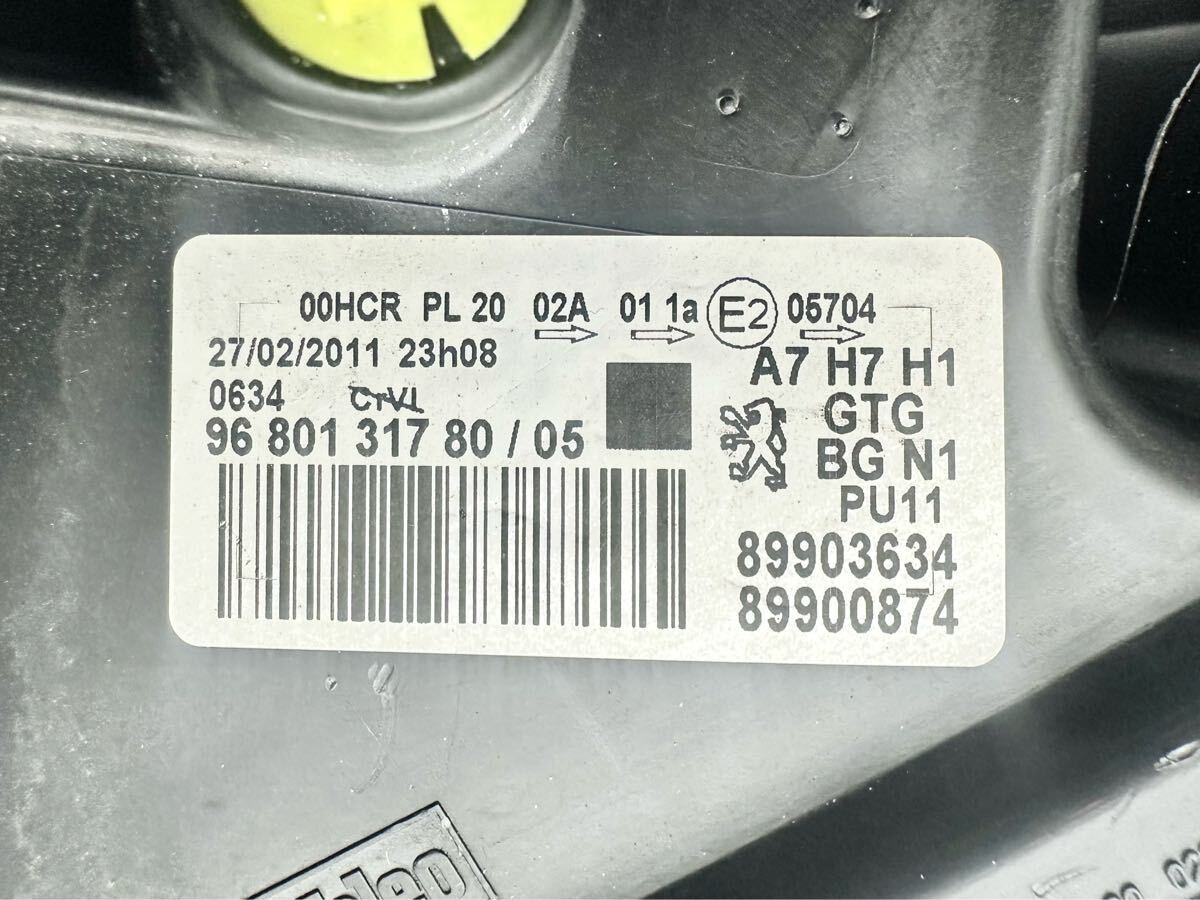 00HCR PL 20 02A 01 1a E2 05704
27/02/2011 23h08
A7 H7 H1
0634
GTG
96 801 317 80 / 05
BG N1
PU11
89903634
89900874